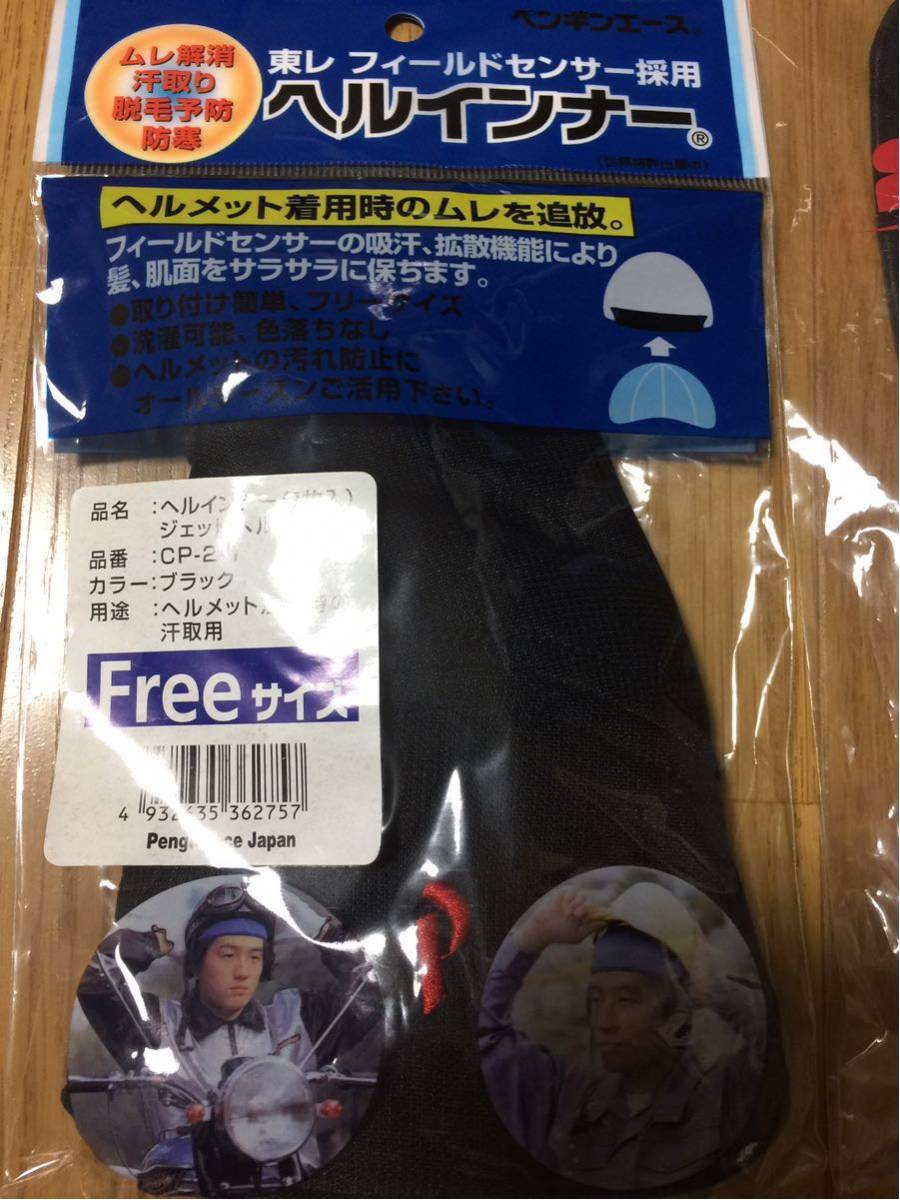 ペンギンエース®
ムレ解消
汗取り
脱毛予防
防寒
東レ フィールドセンサー採用
ヘルインナー®
ヘルメット着用時のムレを追放。
フィールドセンサーの吸汗、拡散機能により
髪、肌面をサラサラに保ちます。
●取り付け簡単、フリーサイズ
●洗濯可能、色落ちなし
●ヘルメットの汚れ防止に
オールシーズンご活用下さい。
品名 :ヘルインナー
ジェットヘル
品番 :CP-2
カラー:ブラック
用途 :ヘルメット
汗取用
Freeサイズ
4 932635 362757
Japan
P